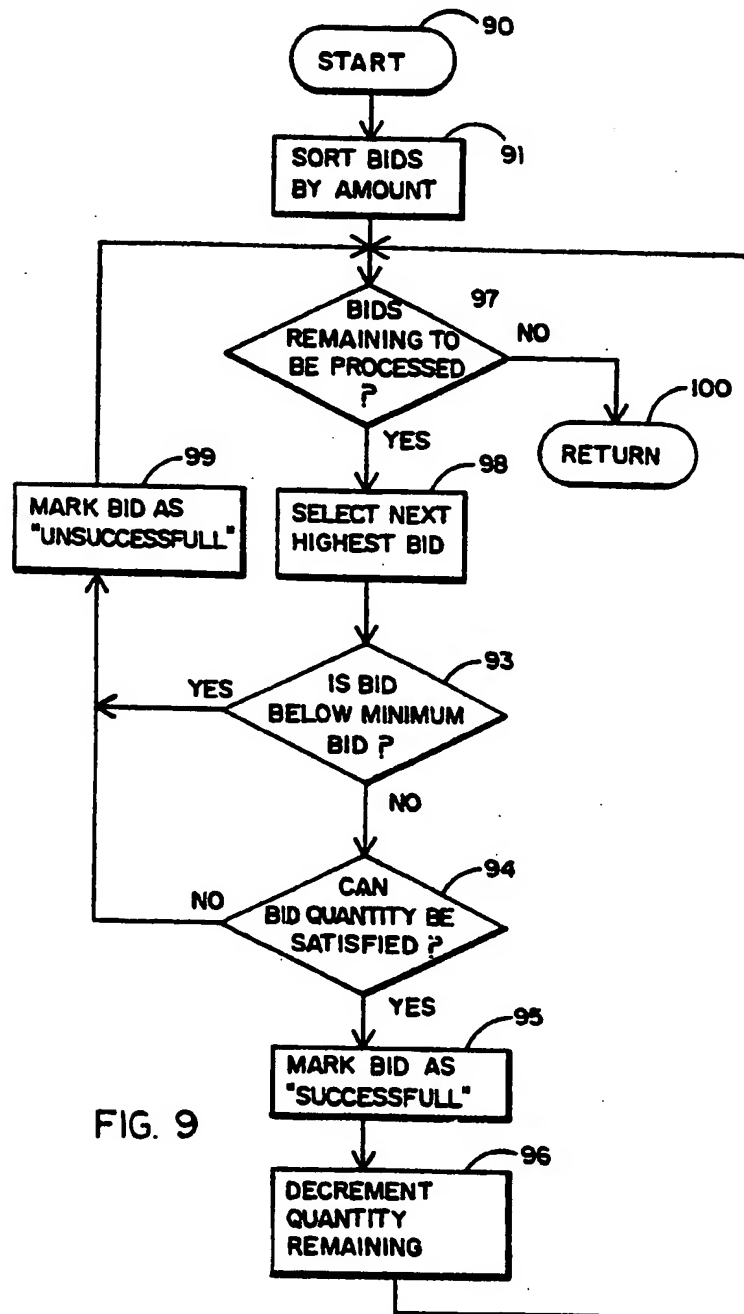 90
START
91
SORT BIDS
BY AMOUNT
97
BIDS
REMAINING TO
BE PROCESSED
?
NO
100
RETURN
YES
99
MARK BID AS
"UNSUCCESSFULL"
98
SELECT NEXT
HIGHEST BID
93
YES
IS BID
BELOW MINIMUM
BID ?
NO
94
NO
CAN
BID QUANTITY BE
SATISFIED ?
YES
95
MARK BID AS
"SUCCESSFULL"
FIG. 9
96
DECREMENT
QUANTITY
REMAINING